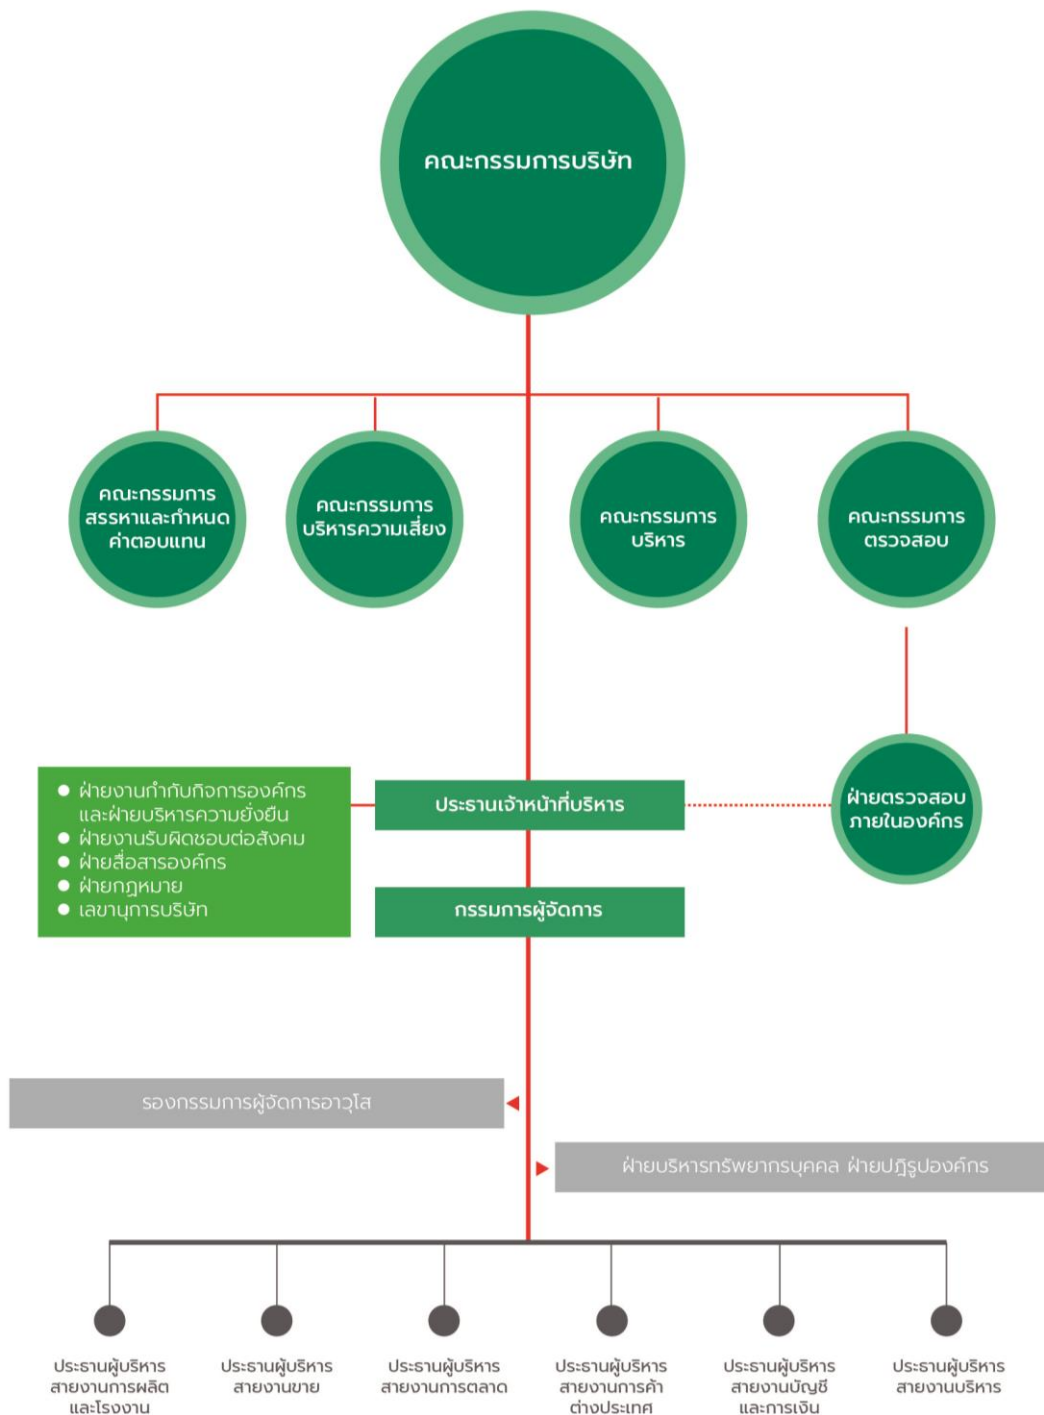 คณะกรรมการบริษัท
คณะกรรมการ
สรรหาและกำหนด
ค่าตอบแทน
คณะกรรมการ
บริหารความเสี่ยง
คณะกรรมการ
บริหาร
คณะกรรมการ
ตรวจสอบ
ฝ่ายงานกำกับกิจการองค์กร
และฝ่ายบริหารความยั่งยืน
ฝ่ายงานรับผิดชอบต่อสังคม
ฝ่ายสื่อสารองค์กร
ฝ่ายกฎหมาย
เลขานุการบริษัท
ประธานเจ้าหน้าที่บริหาร
ฝ่ายตรวจสอบ
ภายในองค์กร
กรรมการผู้จัดการ
รองกรรมการผู้จัดการอาวุโส
ฝ่ายบริหารทรัพยากรบุคคล ฝ่ายปฎิรูปองค์กร
ประธานผู้บริหาร
สายงานการผลิต
และโรงงาน
ประธานผู้บริหาร
สายงานขาย
ประธานผู้บริหาร
สายงานการตลาด
ประธานผู้บริหาร
สายงานการค้า
ต่างประเทศ
ประธานผู้บริหาร
สายงานบัญชี
และการเงิน
ประธานผู้บริหาร
สายงานบริหาร